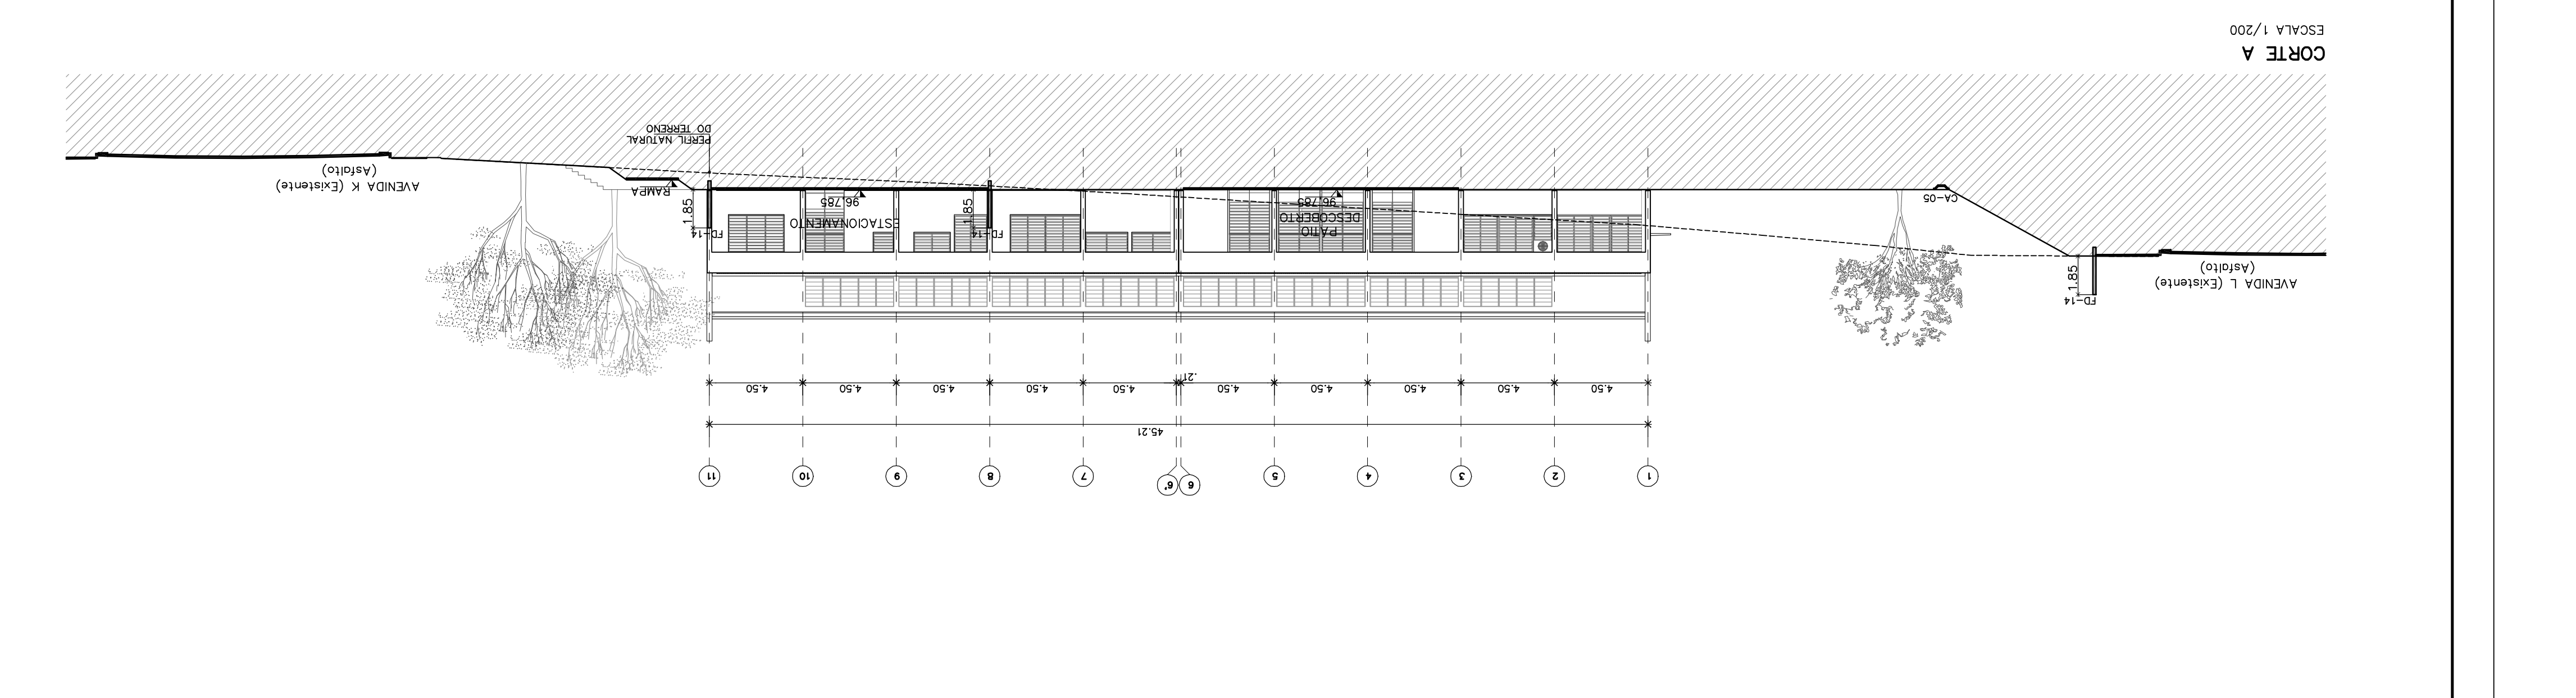 1
2
3
4
5
6
6'
7
8
9
10
11
45.21
4.50
4.50
4.50
4.50
4.50
.21
4.50
4.50
4.50
4.50
4.50
FD-14
1.85
AVENIDA L (Existente)
(Asfalto)
CA-05
PATIO
DESCOBERTO
96.785
FD-14
1.85
ESTACIONAMENTO
96.785
FD-14
1.85
RAMPA
AVENIDA K (Existente)
(Asfalto)
PERFIL NATURAL
DO TERRENO
CORTE A
ESCALA 1/200